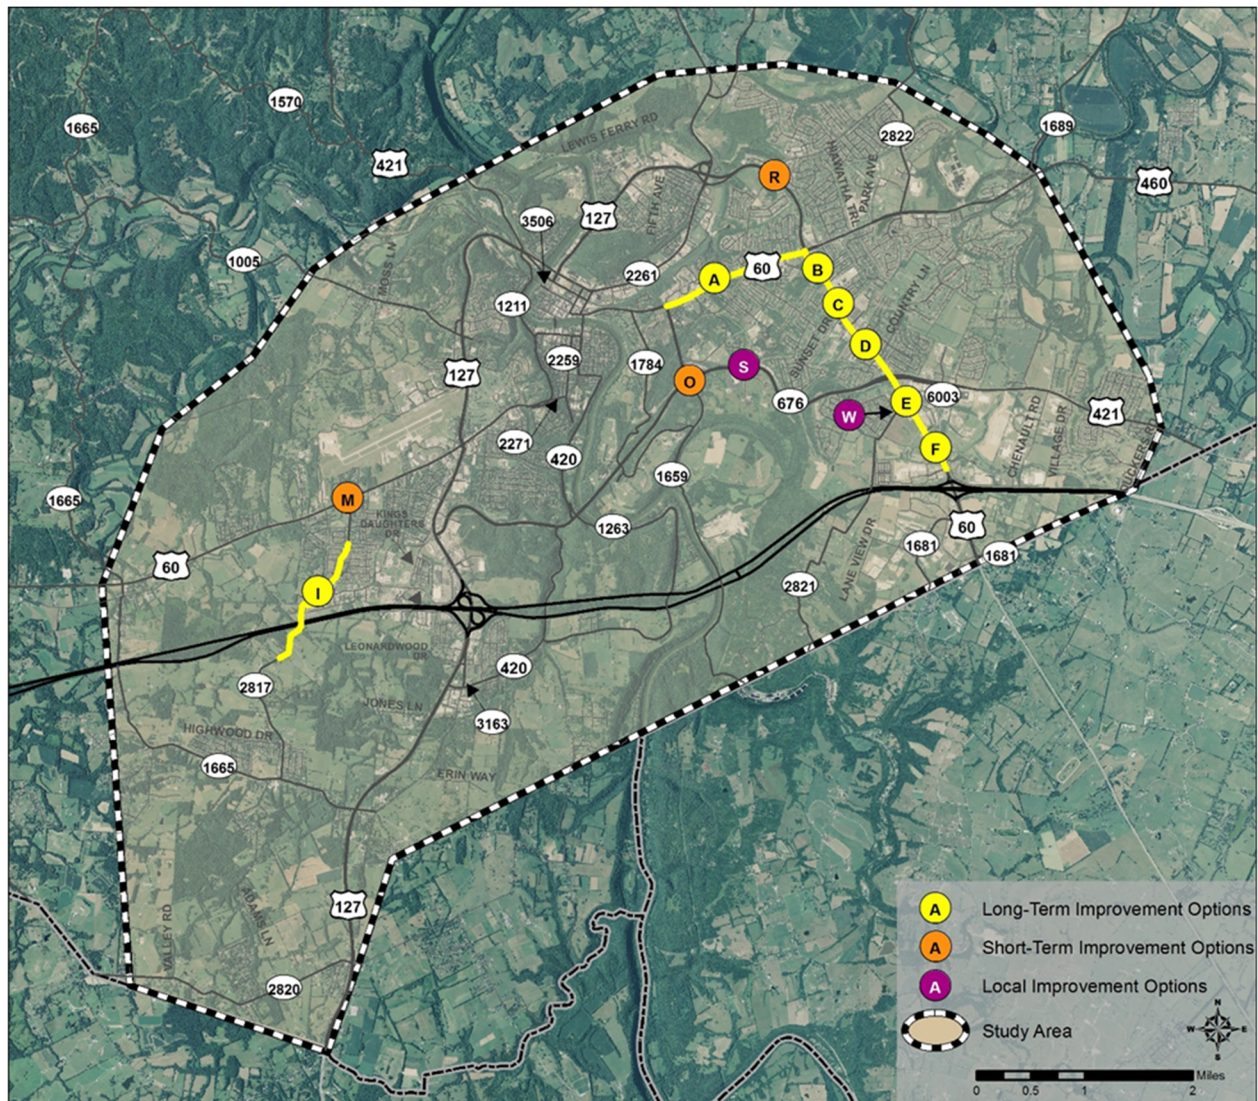 1570
1665
2822
1689
LEWIS FERRY RD
421
HIAWATHA TRL
PARK AVE
460
R
FIFTH AVE
3506
127
MOSS LN
1005
2261
A
60
B
1211
C
COUNTRY LN
SUNSET DR
D
127
2259
1784
S
O
676
W
E
6003
421
CHENAULT RD
VILLAGE DR
DUCKERS RD
2271
420
F
1659
1665
M
KINGS
DAUGHTERS
DR
1263
60
1681
1681
60
LANE VIEW DR
2821
I
LEONARDWOOD
DR
420
2817
JONES LN
3163
HIGHWOOD DR
1665
ERIN WAY
127
ADAMS LN
VALLEY RD
2820
A Long-Term Improvement Options
A Short-Term Improvement Options
A Local Improvement Options
Study Area
N
W E
S
Miles
0 0.5 1 2